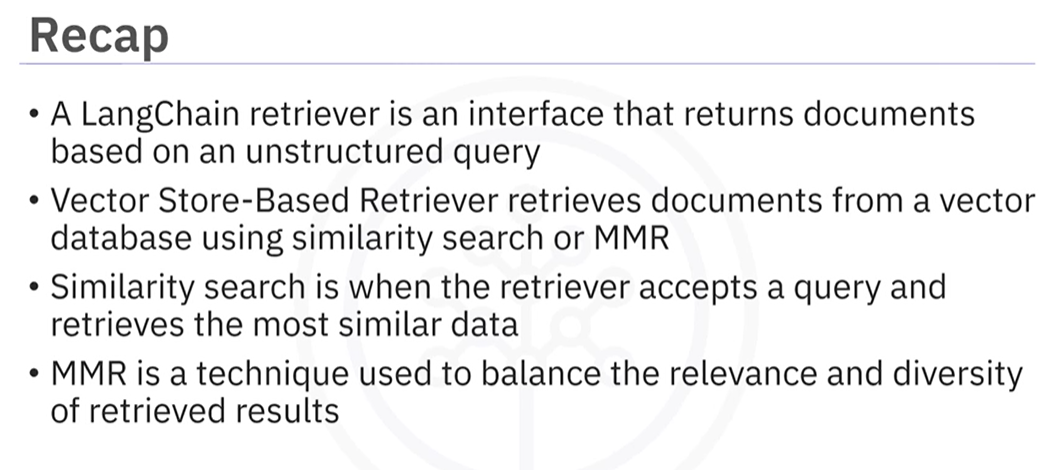 Recap
• A LangChain retriever is an interface that returns documents
based on an unstructured query
• Vector Store-Based Retriever retrieves documents from a vector
database using similarity search or MMR
• Similarity search is when the retriever accepts a query and
retrieves the most similar data
• MMR is a technique used to balance the relevance and diversity
of retrieved results